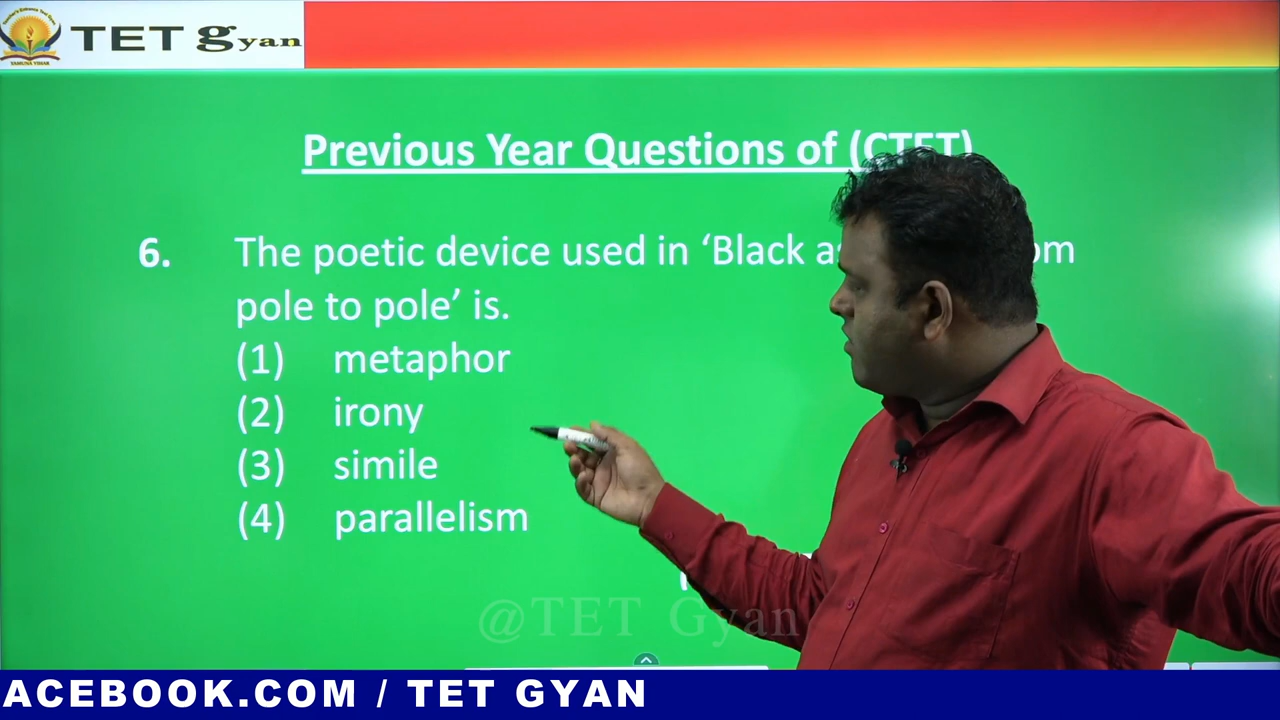 TET Gyan
Previous Year Questions of (CTET)
6. The poetic device used in ‘Black as
pole to pole’ is.
(1) metaphor
(2) irony
(3) simile
(4) parallelism
@TET Gyan
ACEBOOK.COM / TET GYAN